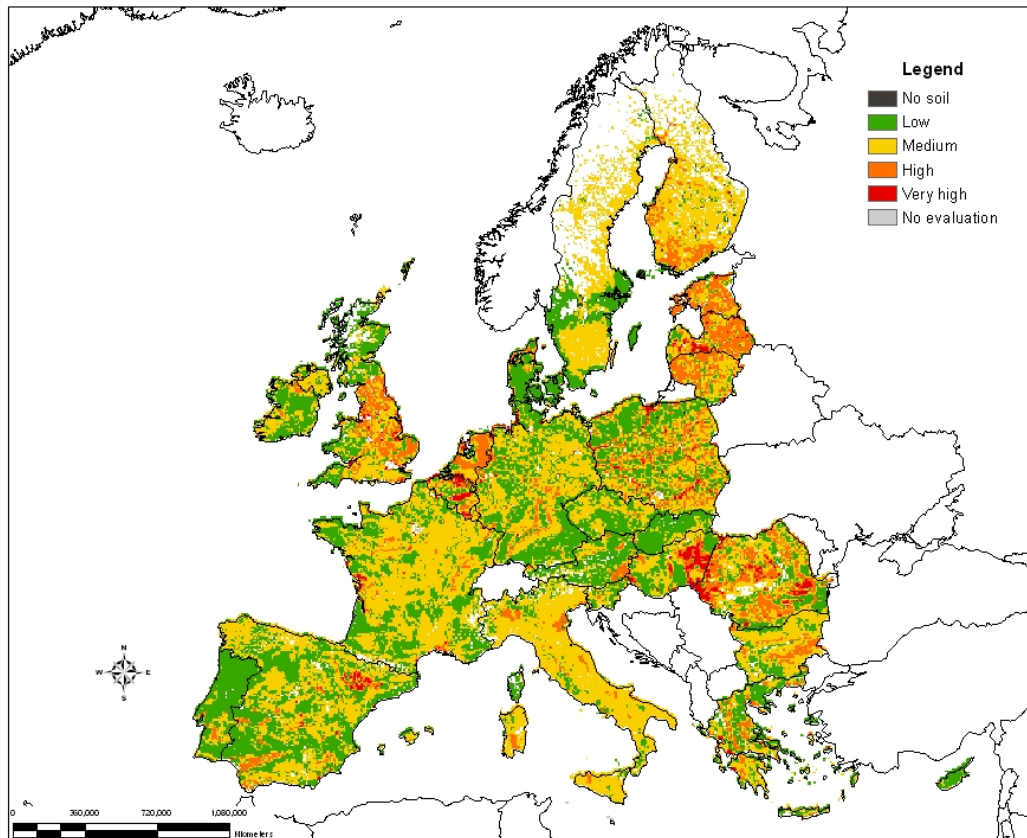 Legend
No soil
Low
Medium
High
Very high
No evaluation
N
W E
S
0 360,000 720,000 1,080,000
Kilometers